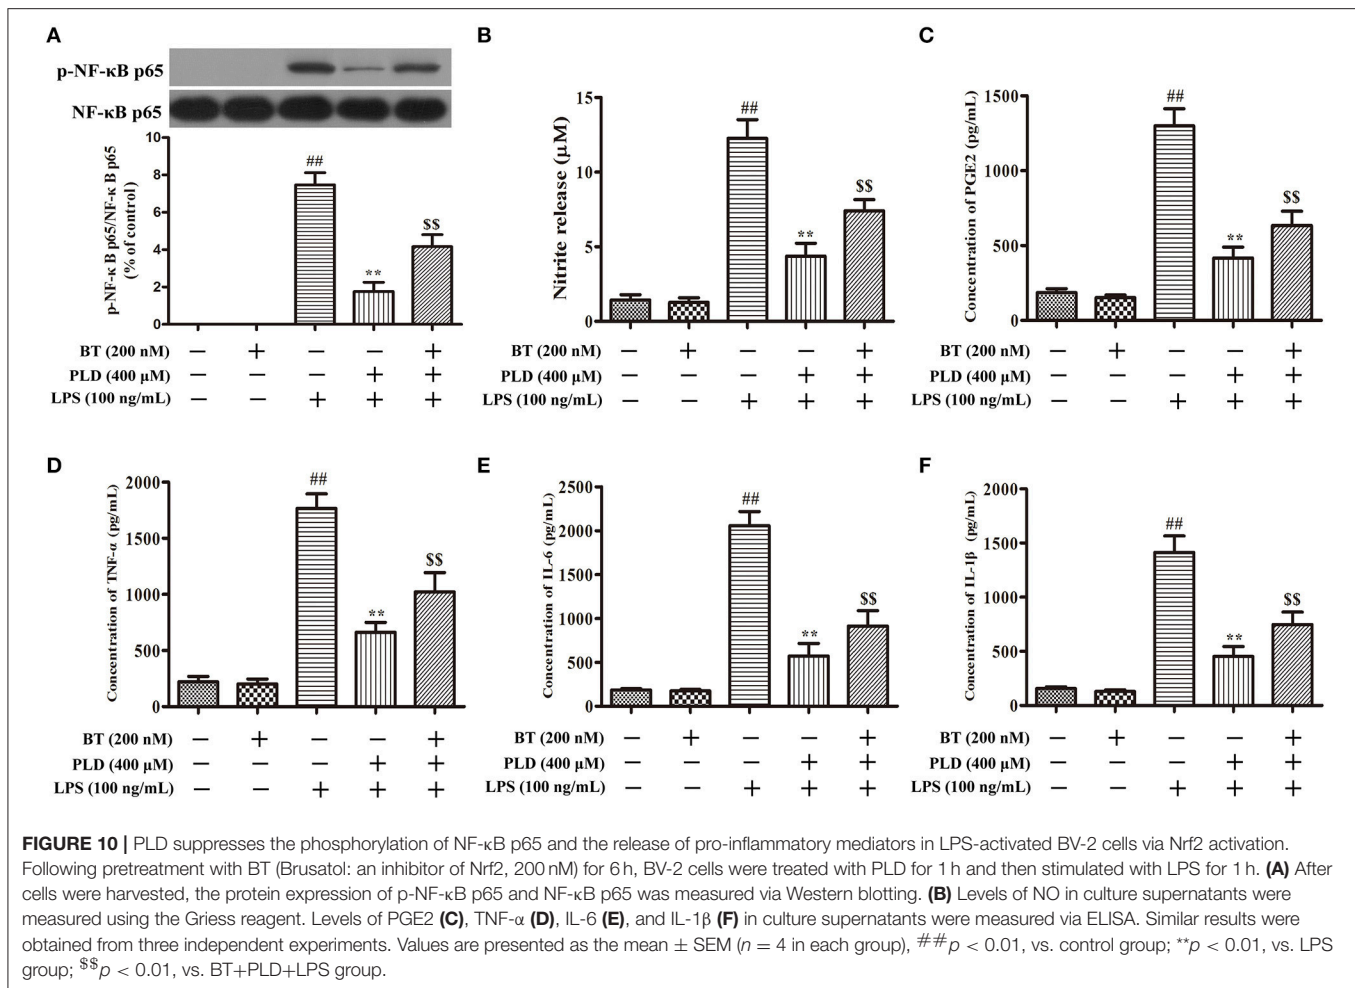 A
p-NF-κB p65
NF-κB p65
10
8
6
4
2
0
p-NF-κ B p65/NF-κ B p65
(% of control)
##
**
$$
BT (200 nM) – + – – +
PLD (400 μM) – – – + +
LPS (100 ng/mL) – – + + +
B
15
10
5
0
Nitrite release (μM)
##
**
$$
BT (200 nM) – + – – +
PLD (400 μM) – – – + +
LPS (100 ng/mL) – – + + +
C
1500
1000
500
0
Concentration of PGE2 (pg/mL)
##
**
$$
BT (200 nM) – + – – +
PLD (400 μM) – – – + +
LPS (100 ng/mL) – – + + +
D
2000
1500
1000
500
0
Concentration of TNF-α (pg/mL)
##
**
$$
BT (200 nM) – + – – +
PLD (400 μM) – – – + +
LPS (100 ng/mL) – – + + +
E
2500
2000
1500
1000
500
0
Concentration of IL-6 (pg/mL)
##
**
$$
BT (200 nM) – + – – +
PLD (400 μM) – – – + +
LPS (100 ng/mL) – – + + +
F
2000
1500
1000
500
0
Concentration of IL-1β (pg/mL)
##
**
$$
BT (200 nM) – + – – +
PLD (400 μM) – – – + +
LPS (100 ng/mL) – – + + +
FIGURE 10 | PLD suppresses the phosphorylation of NF-κB p65 and the release of pro-inflammatory mediators in LPS-activated BV-2 cells via Nrf2 activation.
Following pretreatment with BT (Brusatol: an inhibitor of Nrf2, 200 nM) for 6 h, BV-2 cells were treated with PLD for 1 h and then stimulated with LPS for 1 h. (A) After
cells were harvested, the protein expression of p-NF-κB p65 and NF-κB p65 was measured via Western blotting. (B) Levels of NO in culture supernatants were
measured using the Griess reagent. Levels of PGE2 (C), TNF-α (D), IL-6 (E), and IL-1β (F) in culture supernatants were measured via ELISA. Similar results were
obtained from three independent experiments. Values are presented as the mean ± SEM (n = 4 in each group), ##p < 0.01, vs. control group; **p < 0.01, vs. LPS
group; $$p < 0.01, vs. BT+PLD+LPS group.